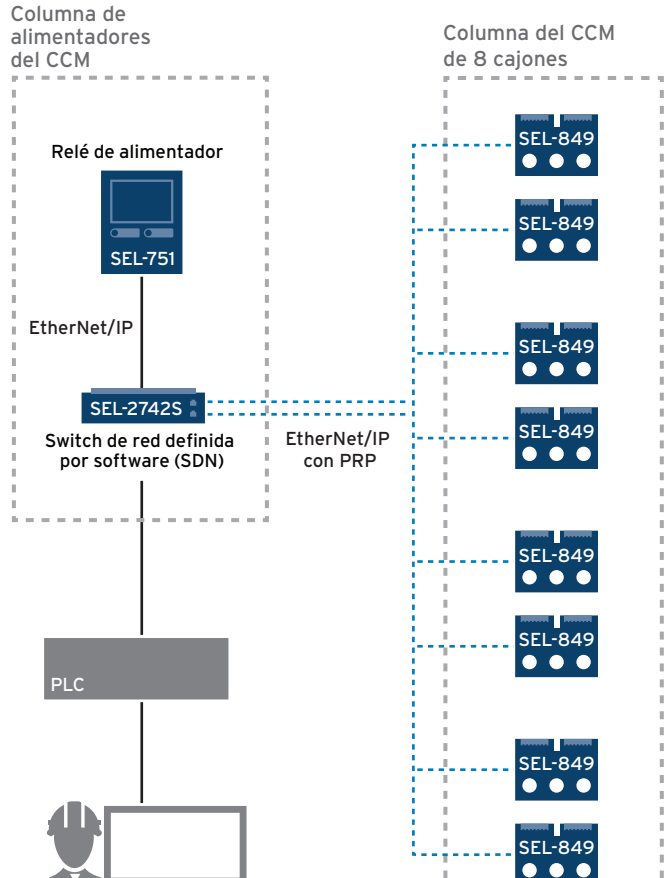 Columna de
alimentadores
del CCM
Relé de alimentador
SEL-751
EtherNet/IP
SEL-2742S
Switch de red definida
por software (SDN)
EtherNet/IP
con PRP
PLC
Columna del CCM
de 8 cajones
SEL-849
SEL-849
SEL-849
SEL-849
SEL-849
SEL-849
SEL-849
SEL-849